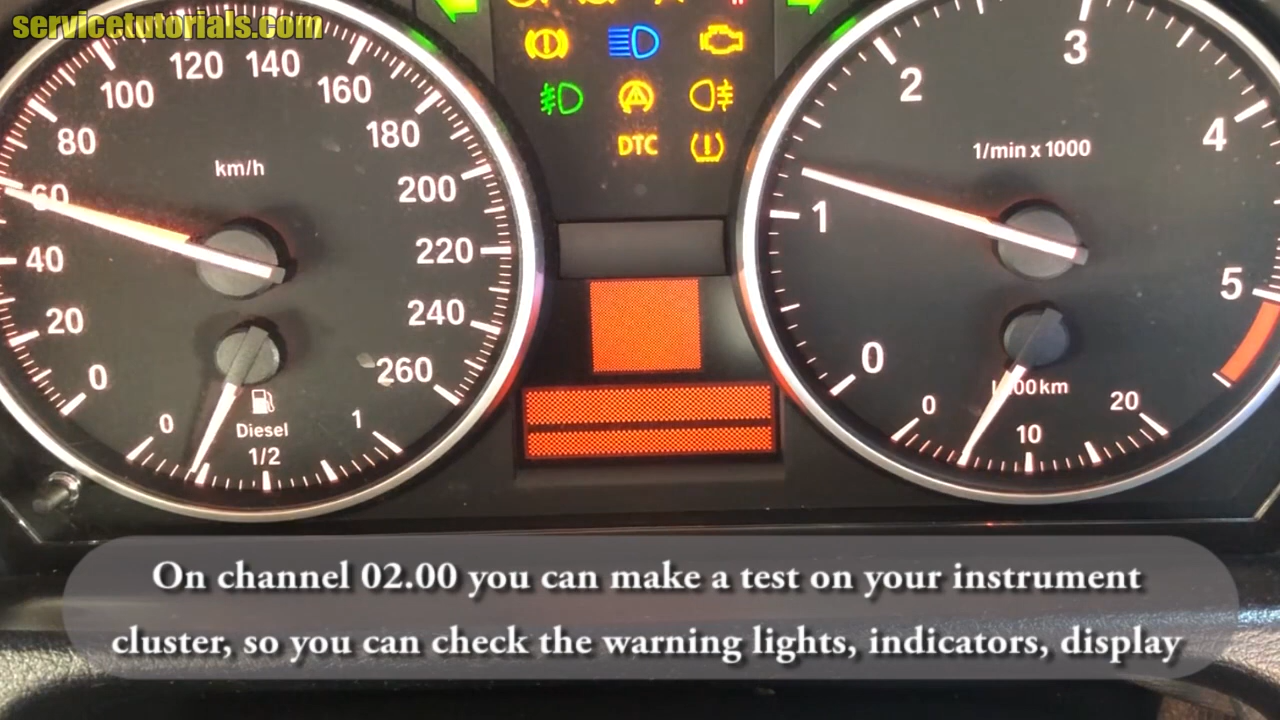 servicetutorials.com
120 140
100 160
80 180
km/h
60 200
40 220
20 240
0 260
Diesel
0 1/2 1
DTC
3
2
4
1/min x 1000
1
5
0
0 10 20
On channel 02.00 you can make a test on your instrument
cluster, so you can check the warning lights, indicators, display